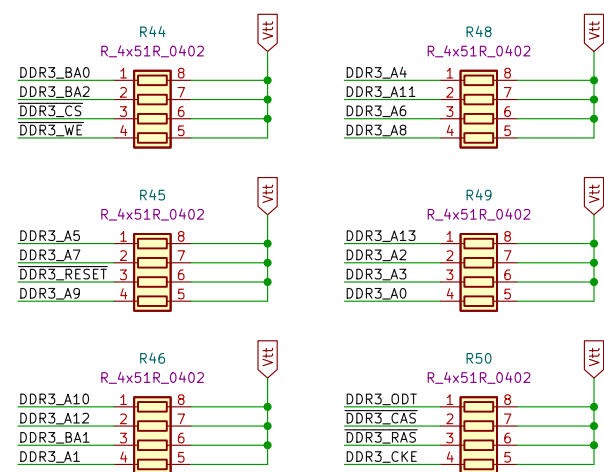 R44
R_4x51R_0402
Vtt
DDR3_BA0 1 8
DDR3_BA2 2 7
DDR3_CS 3 6
DDR3_WE 4 5
R48
R_4x51R_0402
Vtt
DDR3_A4 1 8
DDR3_A11 2 7
DDR3_A6 3 6
DDR3_A8 4 5
R45
R_4x51R_0402
Vtt
DDR3_A5 1 8
DDR3_A7 2 7
DDR3_RESET 3 6
DDR3_A9 4 5
R49
R_4x51R_0402
Vtt
DDR3_A13 1 8
DDR3_A2 2 7
DDR3_A3 3 6
DDR3_A0 4 5
R46
R_4x51R_0402
Vtt
DDR3_A10 1 8
DDR3_A12 2 7
DDR3_BA1 3 6
DDR3_A1 4 5
R50
R_4x51R_0402
Vtt
DDR3_ODT 1 8
DDR3_CAS 2 7
DDR3_RAS 3 6
DDR3_CKE 4 5